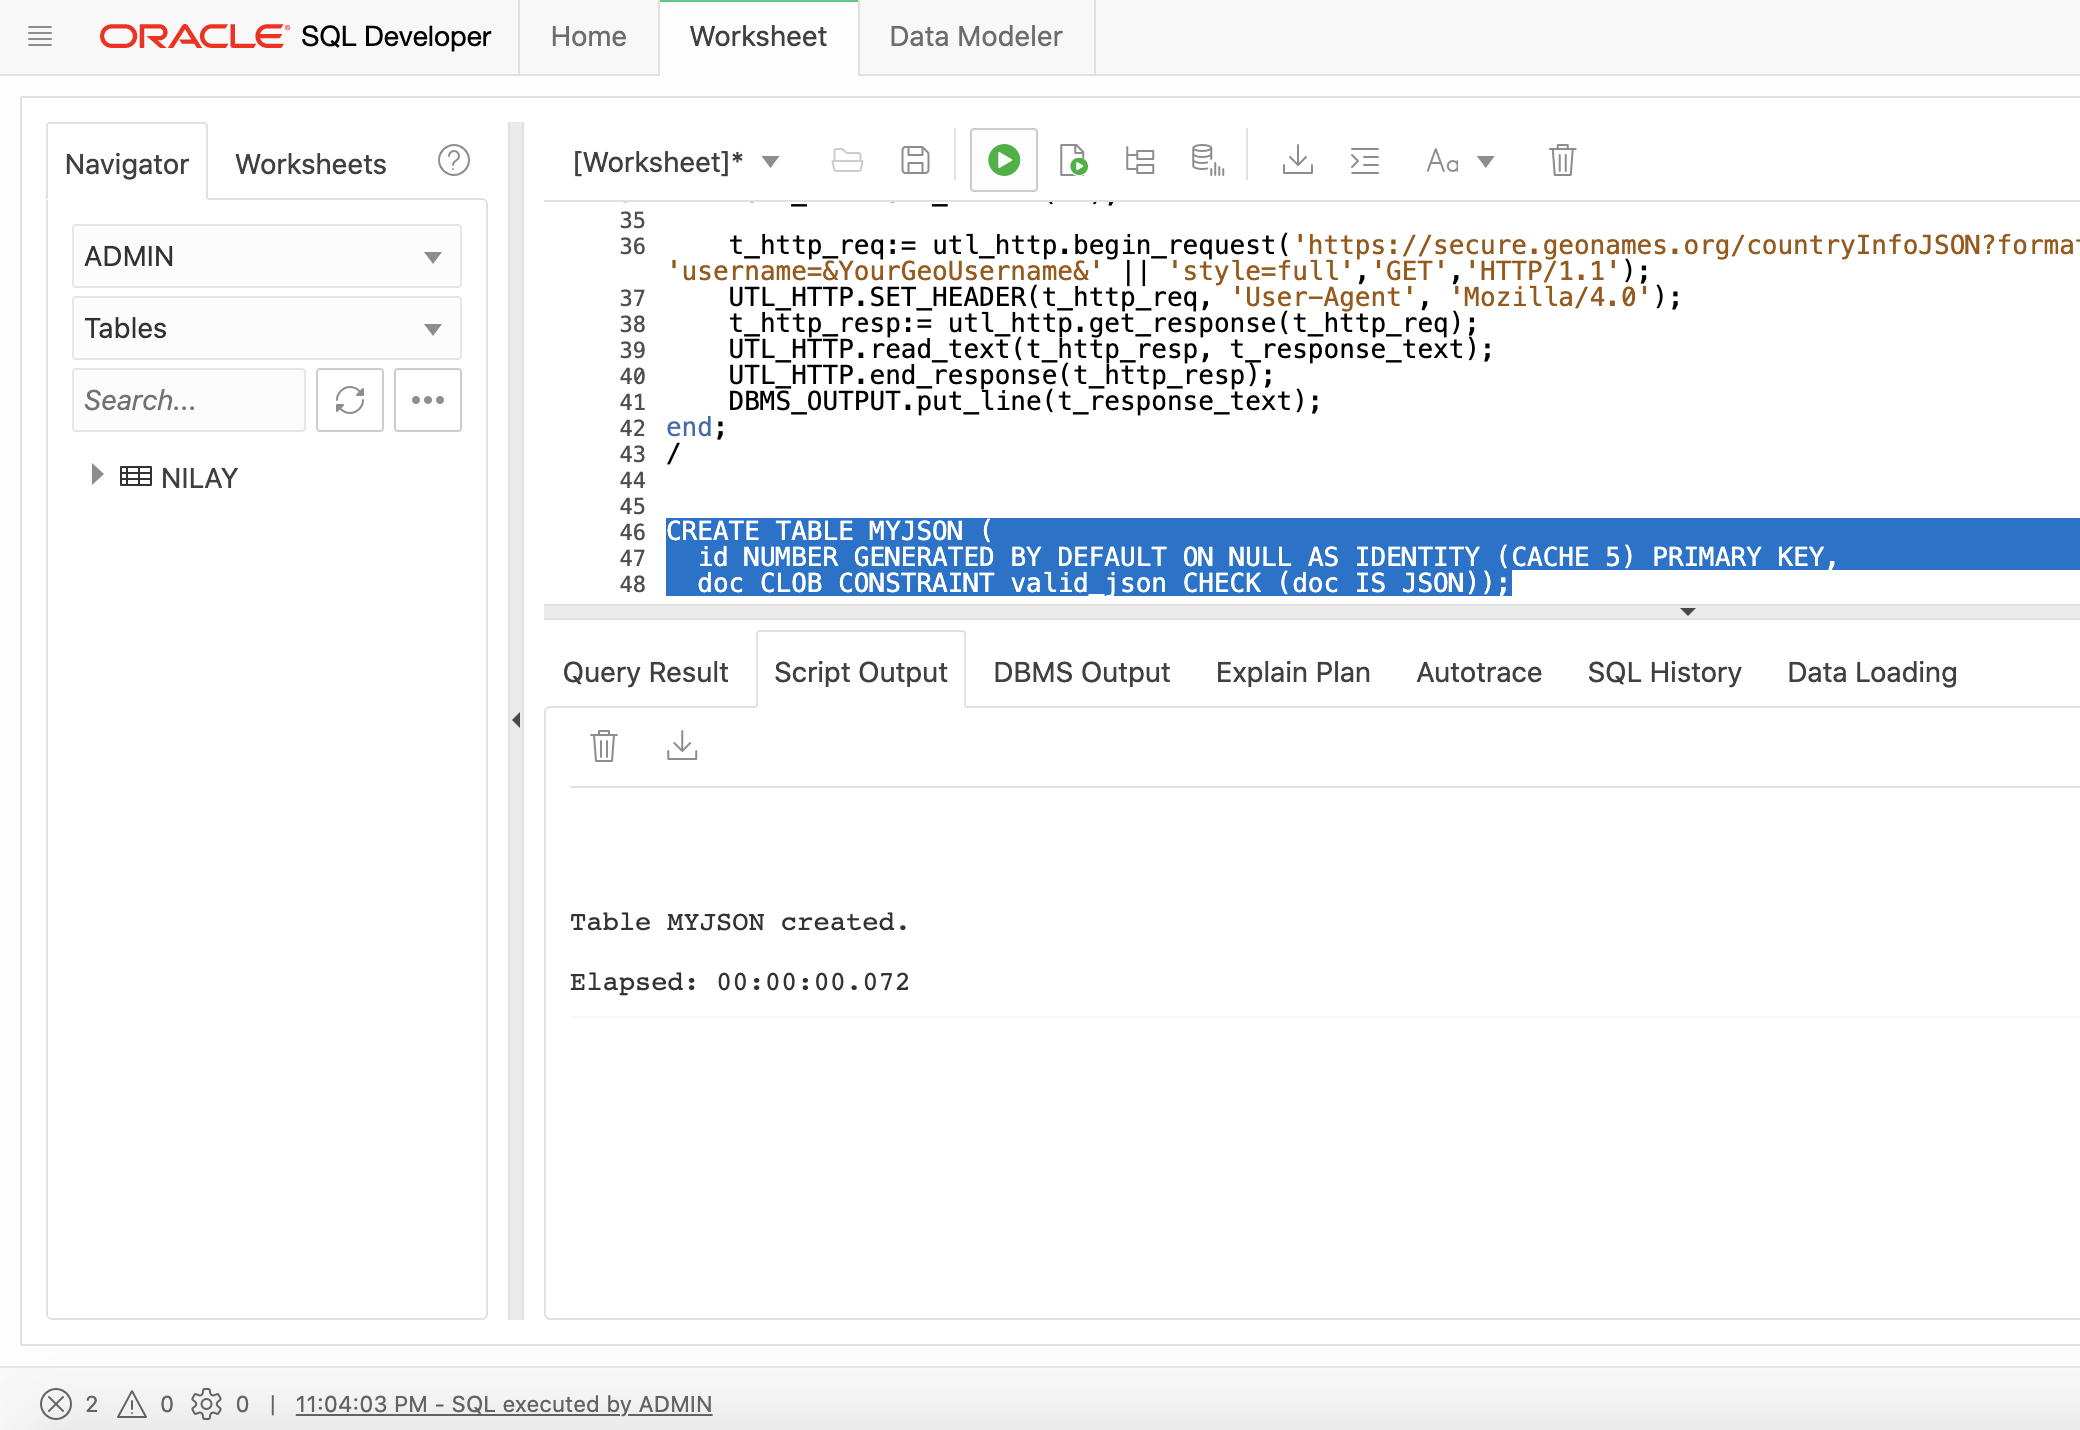 ORACLE SQL Developer
Home
Worksheet
Data Modeler
Navigator
Worksheets
?
ADMIN
Tables
Search...
NILAY
[Worksheet]*
Aa
35
36 t_http_req:= utl_http.begin_request('https://secure.geonames.org/countryInfoJSON?format
'username=&YourGeoUsername&' || 'style=full','GET','HTTP/1.1');
37 UTL_HTTP.SET_HEADER(t_http_req, 'User-Agent', 'Mozilla/4.0');
38 t_http_resp:= utl_http.get_response(t_http_req);
39 UTL_HTTP.read_text(t_http_resp, t_response_text);
40 UTL_HTTP.end_response(t_http_resp);
41 DBMS_OUTPUT.put_line(t_response_text);
42 end;
43 /
44
45
46 CREATE TABLE MYJSON (
47 id NUMBER GENERATED BY DEFAULT ON NULL AS IDENTITY (CACHE 5) PRIMARY KEY,
48 doc CLOB CONSTRAINT valid_json CHECK (doc IS JSON));
Query Result
Script Output
DBMS Output
Explain Plan
Autotrace
SQL History
Data Loading
Table MYJSON created.
Elapsed: 00:00:00.072
2 0 0 | 11:04:03 PM - SQL executed by ADMIN